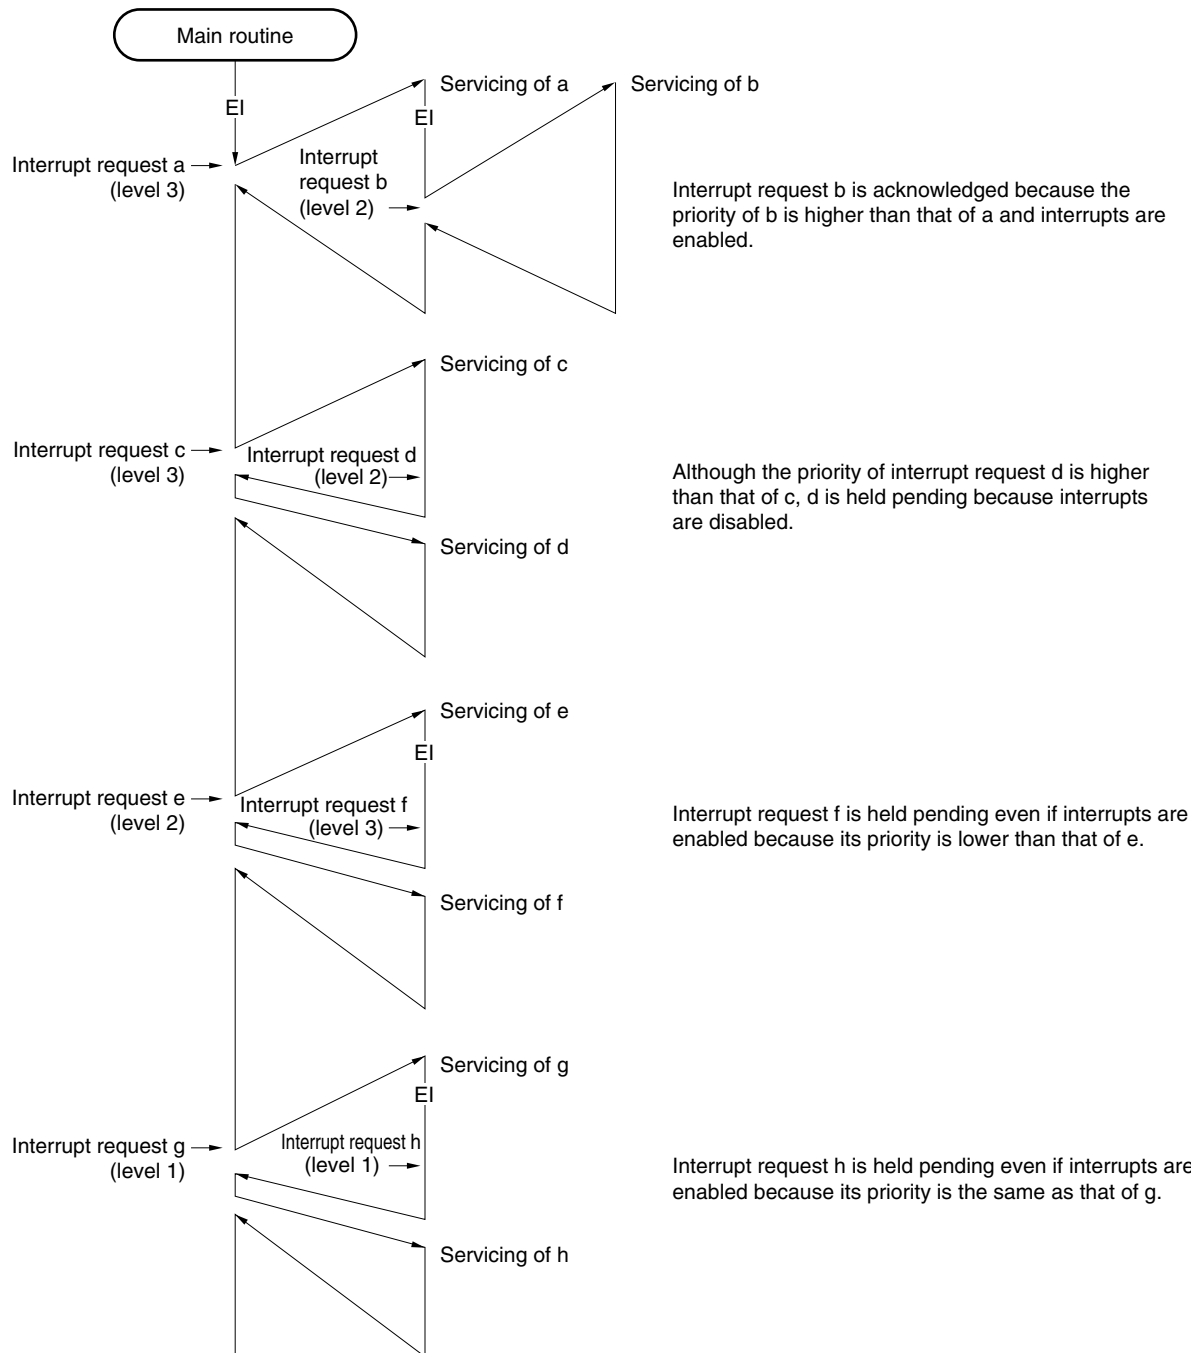 Main routine
EI
Servicing of a
Servicing of b
EI
Interrupt request a
(level 3)
Interrupt
request b
(level 2)
Interrupt request b is acknowledged because the
priority of b is higher than that of a and interrupts are
enabled.
Servicing of c
Interrupt request c
(level 3)
Interrupt request d
(level 2)
Although the priority of interrupt request d is higher
than that of c, d is held pending because interrupts
are disabled.
Servicing of d
Servicing of e
EI
Interrupt request e
(level 2)
Interrupt request f
(level 3)
Interrupt request f is held pending even if interrupts are
enabled because its priority is lower than that of e.
Servicing of f
Servicing of g
EI
Interrupt request g
(level 1)
Interrupt request h
(level 1)
Interrupt request h is held pending even if interrupts are
enabled because its priority is the same as that of g.
Servicing of h